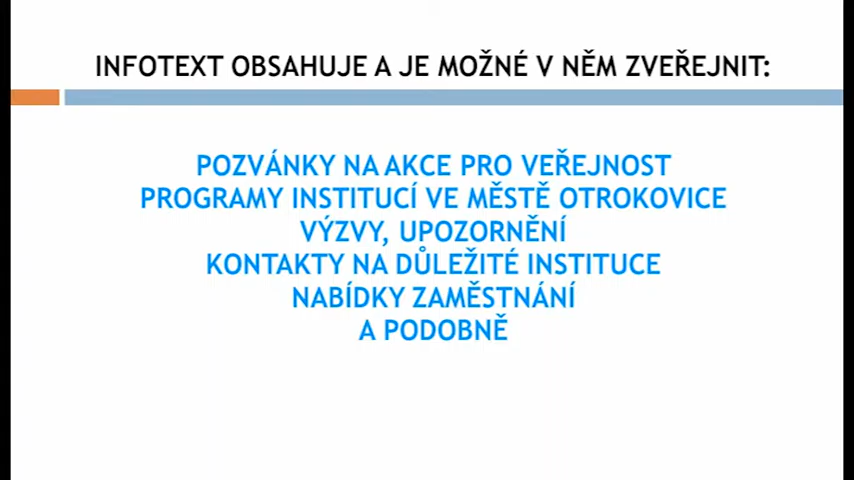 INFOTEXT OBSAHUJE A JE MOŽNÉ V NĚM ZVEŘEJNIT:
POZVÁNKY NA AKCE PRO VEŘEJNOST
PROGRAMY INSTITUCÍ VE MĚSTĚ OTROKOVICE
VÝZVY, UPOZORNĚNÍ
KONTAKTY NA DŮLEŽITÉ INSTITUCE
NABÍDKY ZAMĚSTNÁNÍ
A PODOBNĚ